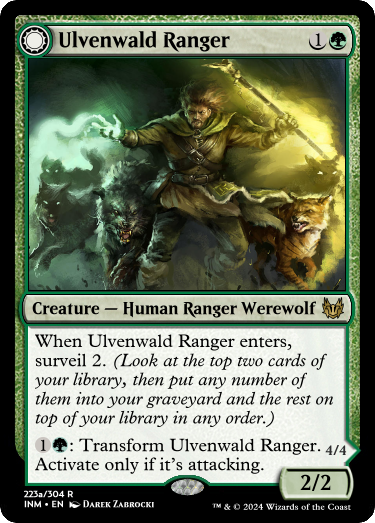 Ulvenwald Ranger 1
Creature — Human Ranger Werewolf
When Ulvenwald Ranger enters,
surveil 2. (Look at the top two cards of
your library, then put any number of
them into your graveyard and the rest on
top of your library in any order.)
1: Transform Ulvenwald Ranger.
Activate only if it's attacking.
4/4
2/2
223a/304 R
INM • EN Darek Zabrocki
™ & © 2024 Wizards of the Coast